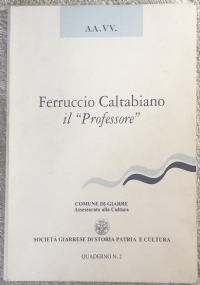 AA. VV.
Ferruccio Caltabiano
il "Professore"
COMUNE DI GIARRE
Assessorato alla Cultura
SOCIETÀ GIARRESE DI STORIA PATRIA E CULTURA
QUADERNO N. 2